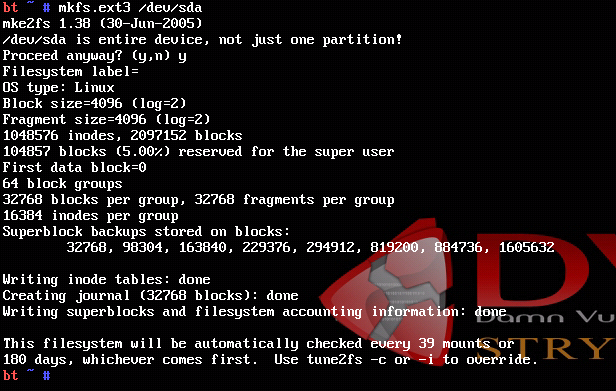 bt ~ # mkfs.ext3 /dev/sda
mke2fs 1.38 (30-Jun-2005)
/dev/sda is entire device, not just one partition!
Proceed anyway? (y,n) y
Filesystem label=
OS type: Linux
Block size=4096 (log=2)
Fragment size=4096 (log=2)
1048576 inodes, 2097152 blocks
104857 blocks (5.00%) reserved for the super user
First data block=0
64 block groups
32768 blocks per group, 32768 fragments per group
16384 inodes per group
Superblock backups stored on blocks:
        32768, 98304, 163840, 229376, 294912, 819200, 884736, 1605632

Writing inode tables: done
Creating journal (32768 blocks): done
Writing superblocks and filesystem accounting information: done
DV
Damn Vu
STRY
This filesystem will be automatically checked every 39 mounts or
180 days, whichever comes first.  Use tune2fs -c or -i to override.
bt ~ #